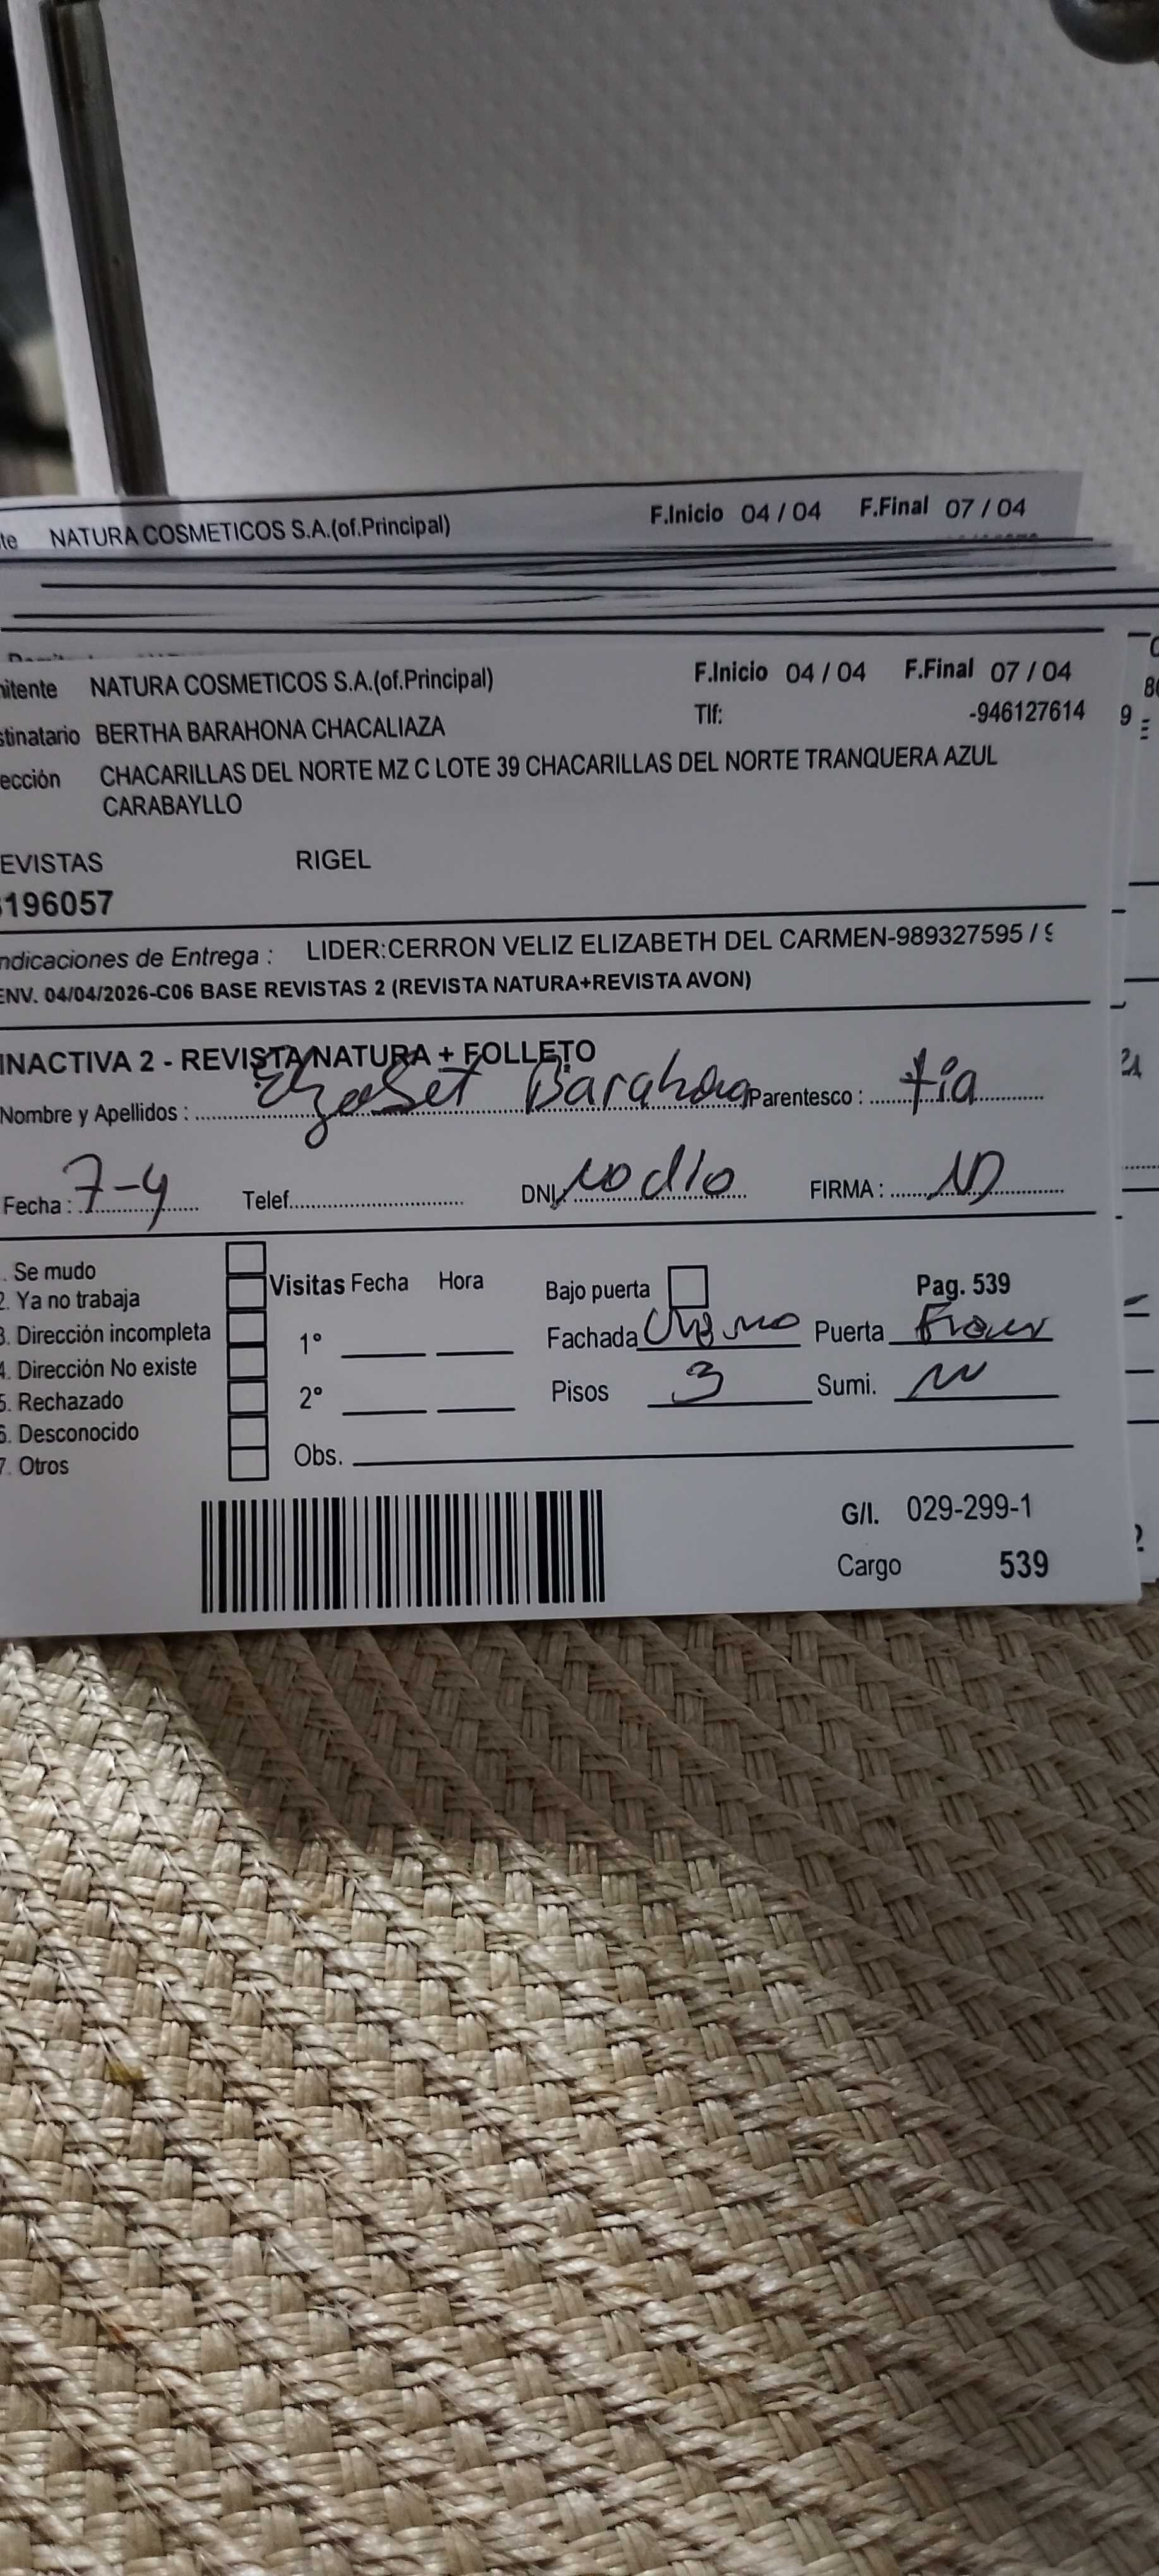 te NATURA COSMETICOS S.A.(of.Principal) F.Inicio 04 / 04 F.Final 07 / 04
itente NATURA COSMETICOS S.A.(of.Principal) F.Inicio 04 / 04 F.Final 07 / 04
stinatario BERTHA BARAHONA CHACALIAZA Tlf: -946127614
ección CHACARILLAS DEL NORTE MZ C LOTE 39 CHACARILLAS DEL NORTE TRANQUERA AZUL
CARABAYLLO
EVISTAS RIGEL
196057
ndicaciones de Entrega : LIDER:CERRON VELIZ ELIZABETH DEL CARMEN-989327595 /
ENV. 04/04/2026-C06 BASE REVISTAS 2 (REVISTA NATURA+REVISTA AVON)
INACTIVA 2 - REVISTA NATURA + FOLLETO
Nombre y Apellidos : Barahona Parentesco : tia
Fecha : 7-4 Telef. DNI, no dio FIRMA :
. Se mudo
2. Ya no trabaja
3. Dirección incompleta
4. Dirección No existe
5. Rechazado
6. Desconocido
7. Otros
Visitas Fecha Hora
1°
2°
Obs.
Bajo puerta Pag. 539
Fachada Puerta
Pisos 3 Sumi.
G/I. 029-299-1
Cargo 539